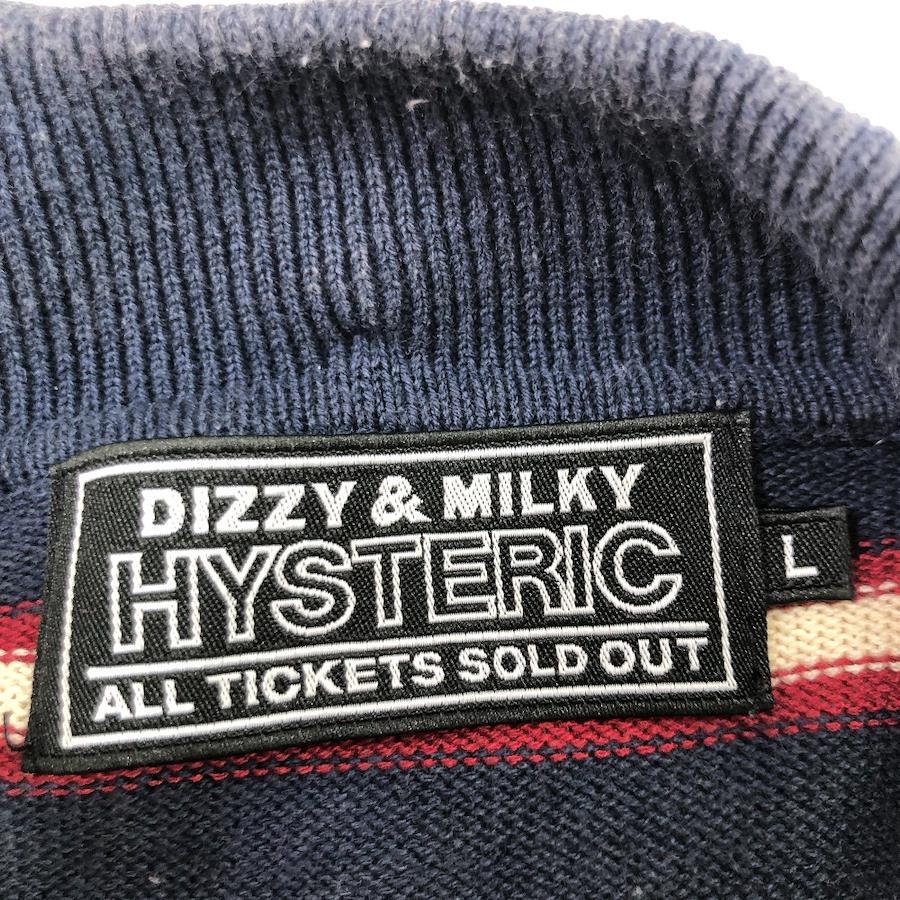 DIZZY & MILKY
HYSTERIC
ALL TICKETS SOLD OUT
L